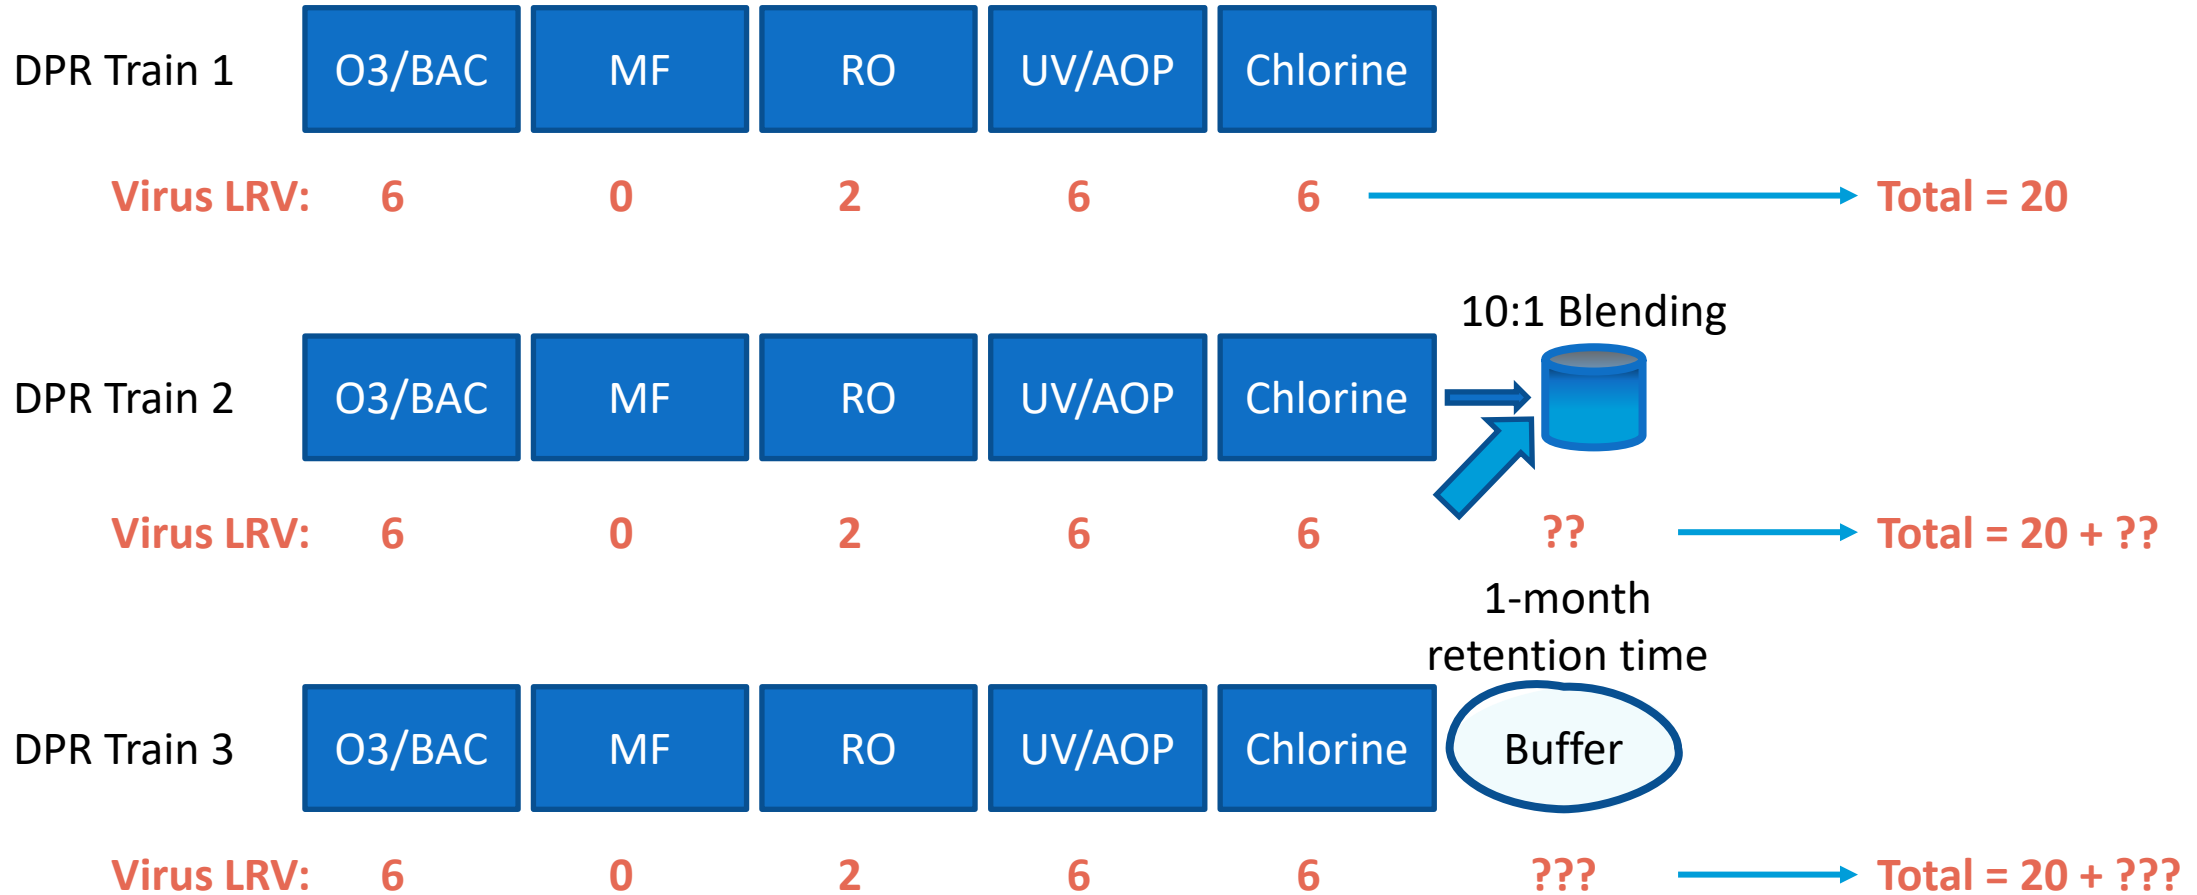 DPR Train 1 O3/BAC MF RO UV/AOP Chlorine
Virus LRV: 6 0 2 6 6 Total = 20
10:1 Blending
DPR Train 2 O3/BAC MF RO UV/AOP Chlorine
Virus LRV: 6 0 2 6 6 ?? Total = 20 + ??
1-month
retention time
DPR Train 3 O3/BAC MF RO UV/AOP Chlorine Buffer
Virus LRV: 6 0 2 6 6 ??? Total = 20 + ???